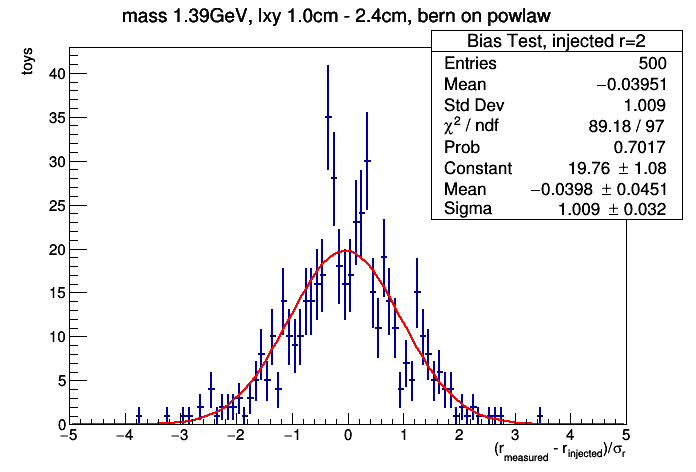 mass 1.39GeV, lxy 1.0cm - 2.4cm, bern on powlaw
toys
Bias Test, injected r=2
Entries 500
Mean −0.03951
Std Dev 1.009
χ² / ndf 89.18 / 97
Prob 0.7017
Constant 19.76 ± 1.08
Mean −0.0398 ± 0.0451
Sigma 1.009 ± 0.032
40
35
30
25
20
15
10
5
0
−5 −4 −3 −2 −1 0 1 2 3 4 5
(r_measured - r_injected)/σ_r